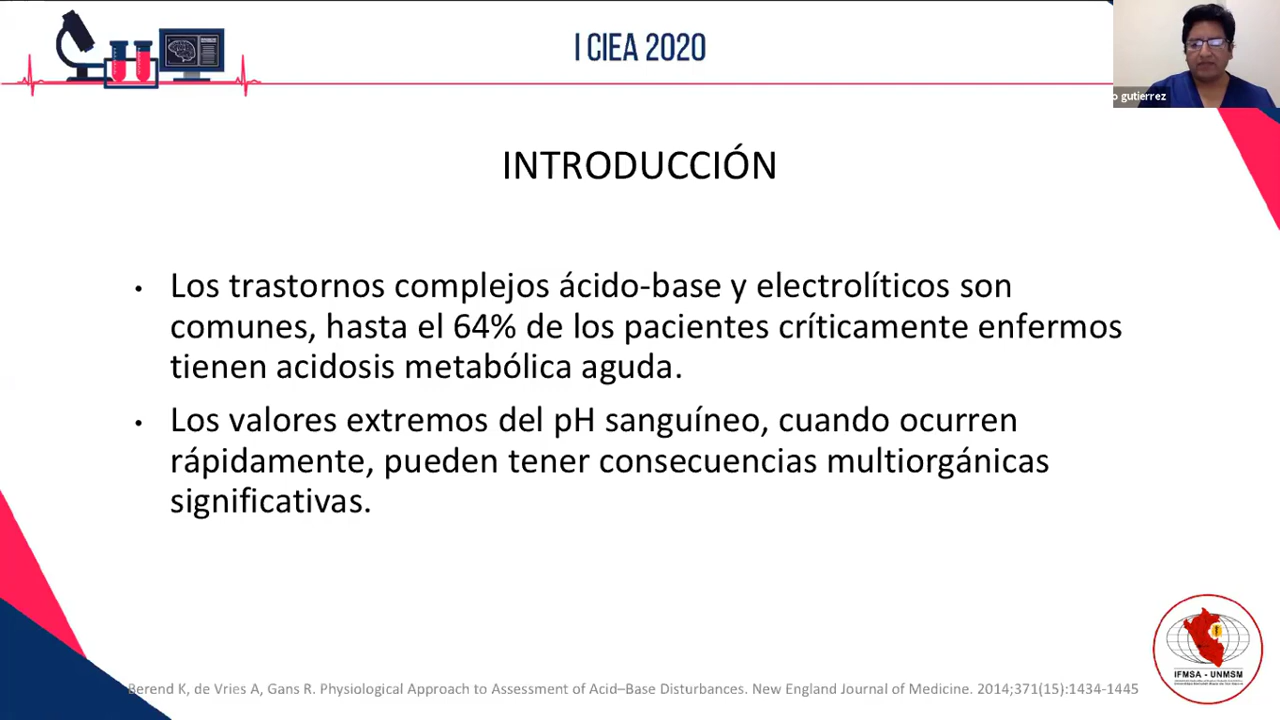 I CIEA 2020
o gutierrez
INTRODUCCIÓN
• Los trastornos complejos ácido-base y electrolíticos son
comunes, hasta el 64% de los pacientes críticamente enfermos
tienen acidosis metabólica aguda.
• Los valores extremos del pH sanguíneo, cuando ocurren
rápidamente, pueden tener consecuencias multiorgánicas
significativas.
IFMSA - UNMSM
Berend K, de Vries A, Gans R. Physiological Approach to Assessment of Acid–Base Disturbances. New England Journal of Medicine. 2014;371(15):1434-1445